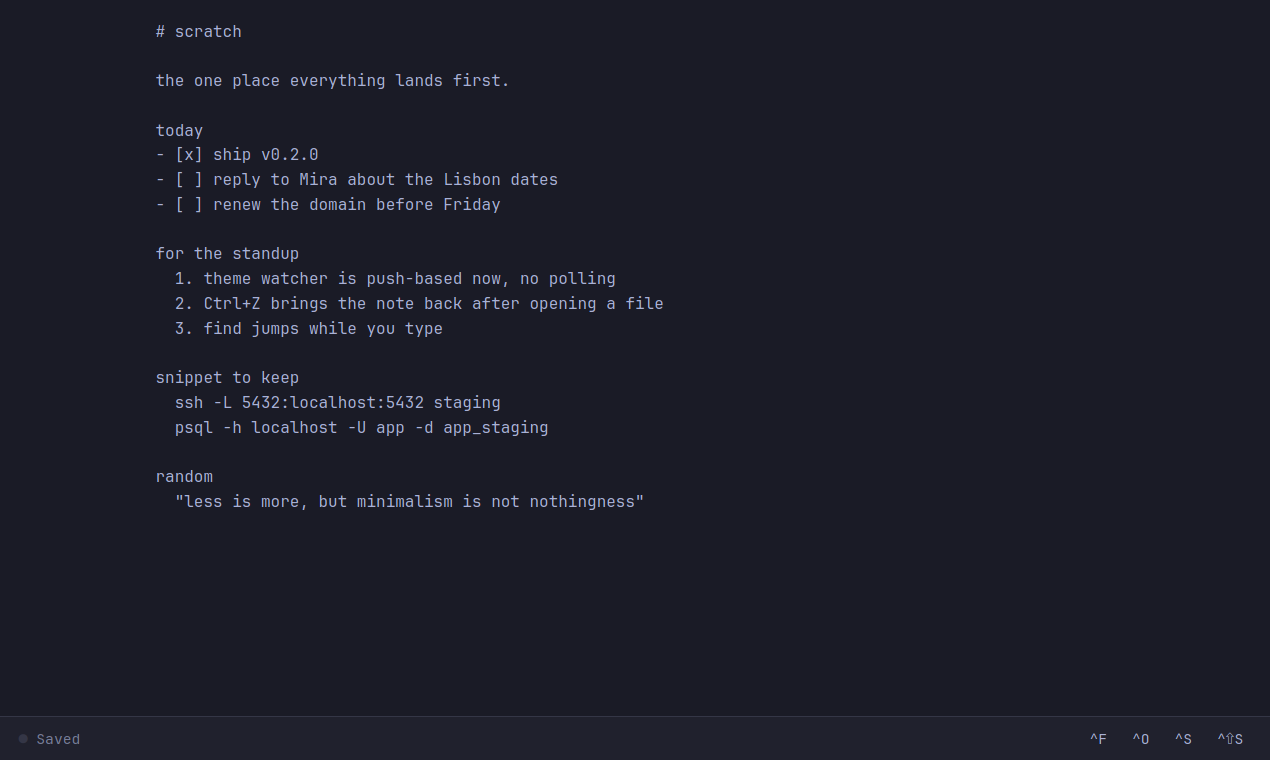 # scratch
the one place everything lands first.
today
- [x] ship v0.2.0
- [ ] reply to Mira about the Lisbon dates
- [ ] renew the domain before Friday
for the standup
1. theme watcher is push-based now, no polling
2. Ctrl+Z brings the note back after opening a file
3. find jumps while you type
snippet to keep
ssh -L 5432:localhost:5432 staging
psql -h localhost -U app -d app_staging
random
"less is more, but minimalism is not nothingness"
Saved ^F ^O ^S ^⇧S